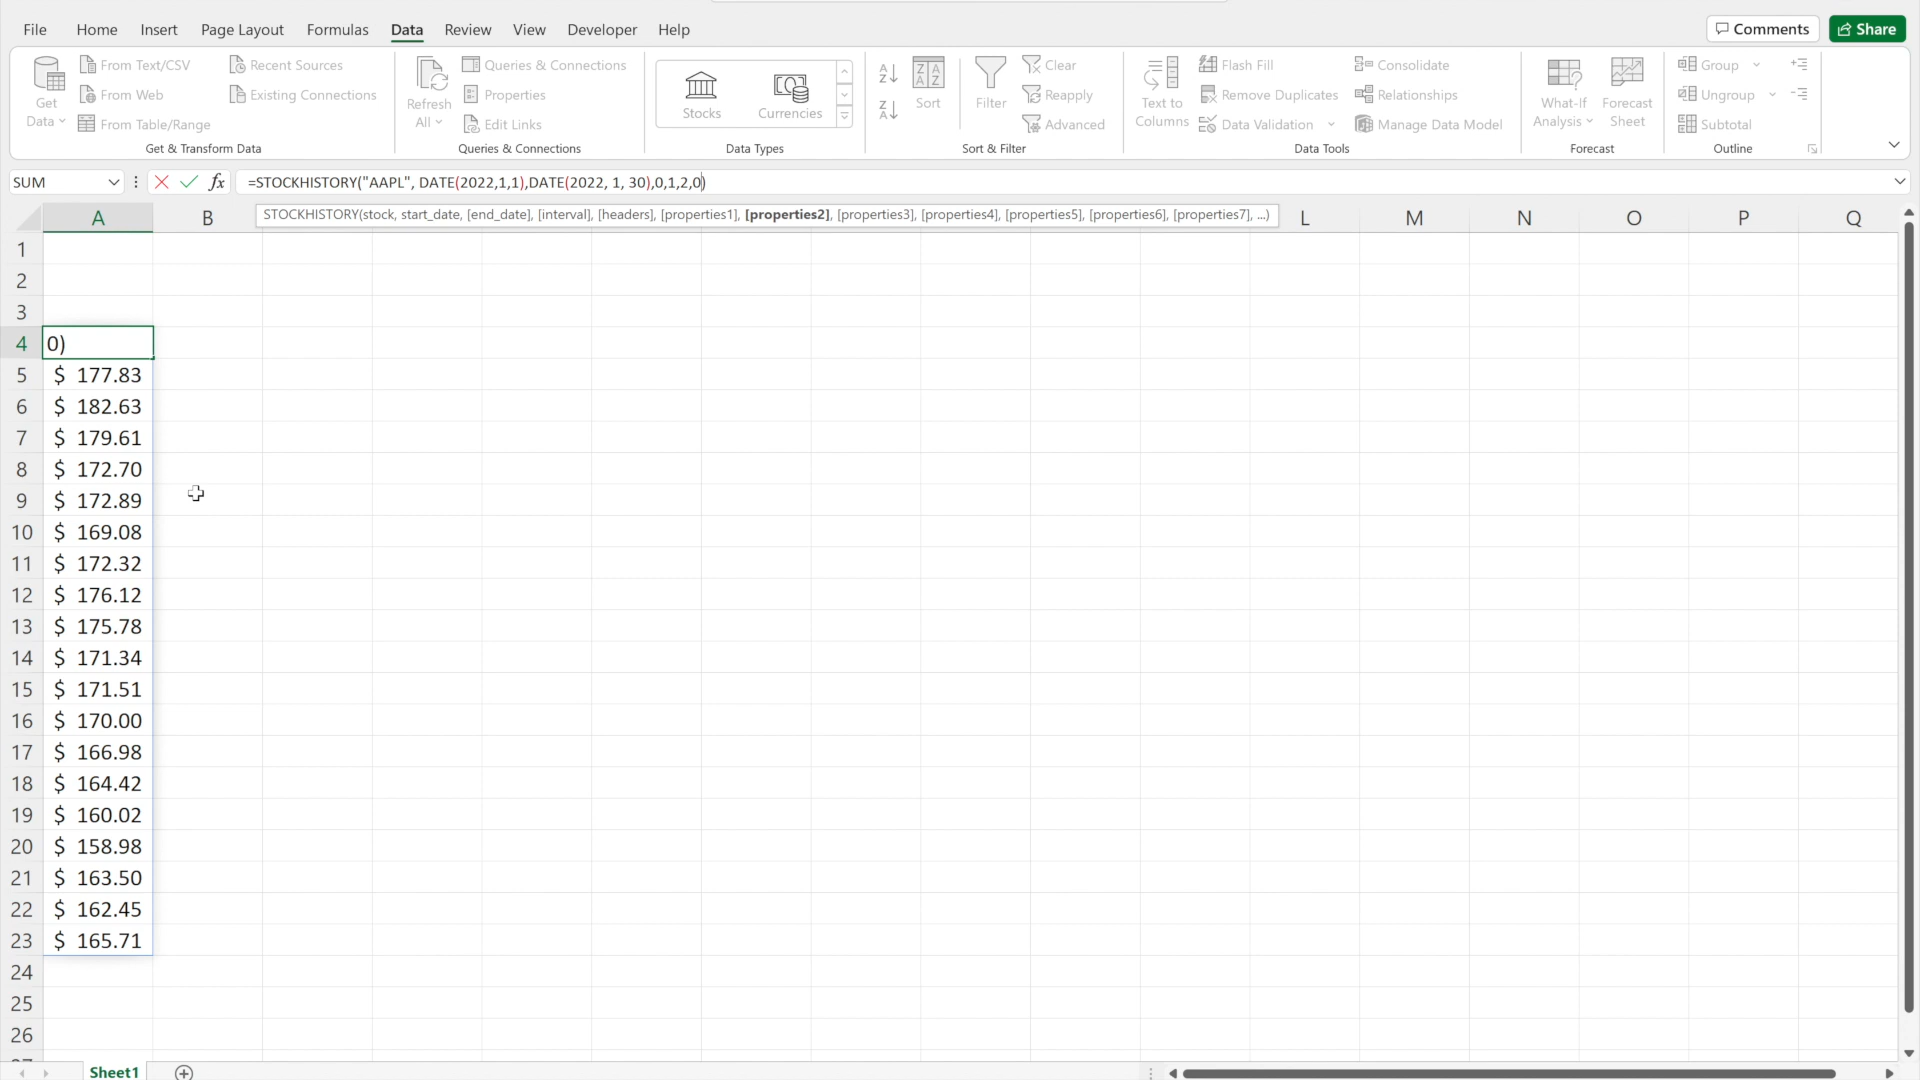 File Home Insert Page Layout Formulas Data Review View Developer Help Comments Share
Get Data From Text/CSV From Web From Table/Range Recent Sources Existing Connections
Get & Transform Data
Refresh All Queries & Connections Properties Edit Links
Queries & Connections
Stocks Currencies
Data Types
Sort Filter Clear Reapply Advanced
Sort & Filter
Text to Columns Flash Fill Remove Duplicates Data Validation Consolidate Relationships Manage Data Model
Data Tools
What-If Analysis Forecast Sheet
Forecast
Group Ungroup Subtotal
Outline
SUM fx =STOCKHISTORY("AAPL", DATE(2022,1,1),DATE(2022, 1, 30),0,1,2,0)
STOCKHISTORY(stock, start_date, [end_date], [interval], [headers], [properties1], [properties2], [properties3], [properties4], [properties5], [properties6], [properties7], ...)
A B L M N O P Q
1
2
3
4 0)
5 $ 177.83
6 $ 182.63
7 $ 179.61
8 $ 172.70
9 $ 172.89
10 $ 169.08
11 $ 172.32
12 $ 176.12
13 $ 175.78
14 $ 171.34
15 $ 171.51
16 $ 170.00
17 $ 166.98
18 $ 164.42
19 $ 160.02
20 $ 158.98
21 $ 163.50
22 $ 162.45
23 $ 165.71
24
25
26
Sheet1